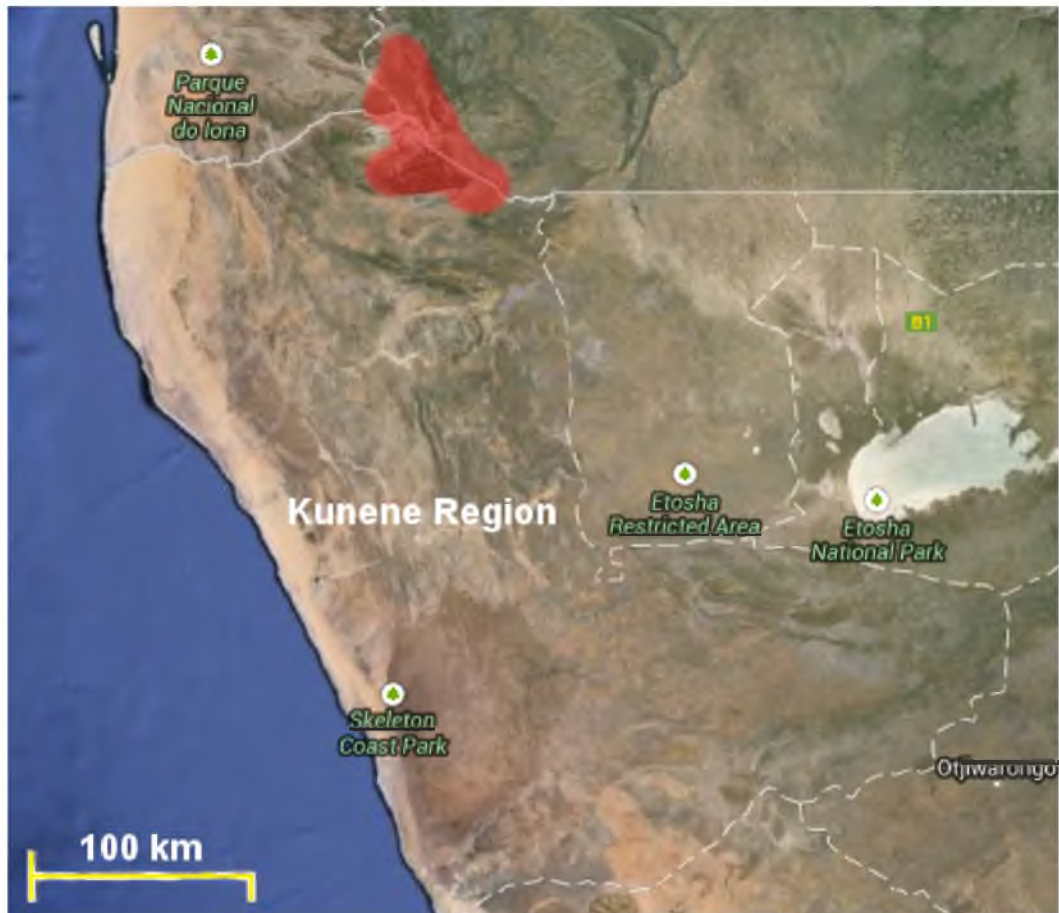 Parque
Nacional
do Iona
B1
Kunene Region
Etosha
Restricted Area
Etosha
National Park
Skeleton
Coast Park
Otjiwarongo
100 km